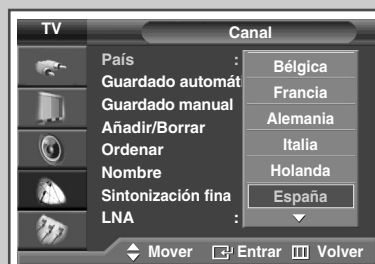 TV
Canal
País :
Guardado automát
Guardado manual
Añadir/Borrar
Ordenar
Nombre
Sintonización fina
LNA :
Bélgica
Francia
Alemania
Italia
Holanda
España
Mover Entrar Volver